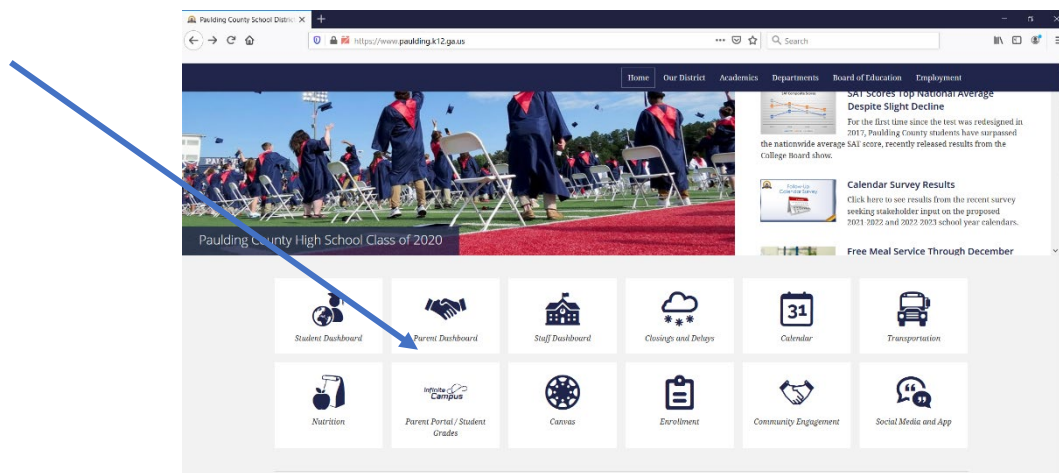 Paulding County School District
https://www.paulding.k12.ga.us
Search
Home Our District Academics Departments Board of Education Employment
SAT Scores Top National Average
Despite Slight Decline
For the first time since the test was redesigned in
2017, Paulding County students have surpassed
the nationwide average SAT score, recently released results from the
College Board show.
Follow-Up
Calendar Survey
Calendar Survey Results
Click here to see results from the recent survey
seeking stakeholder input on the proposed
2021-2022 and 2022-2023 school year calendars.
Free Meal Service Through December
Paulding County High School Class of 2020
31
Student Dashboard Parent Dashboard Staff Dashboard Closings and Delays Calendar Transportation
Infinite
Campus
Nutrition Parent Portal / Student Canvas Enrollment Community Engagement Social Media and App
Grades